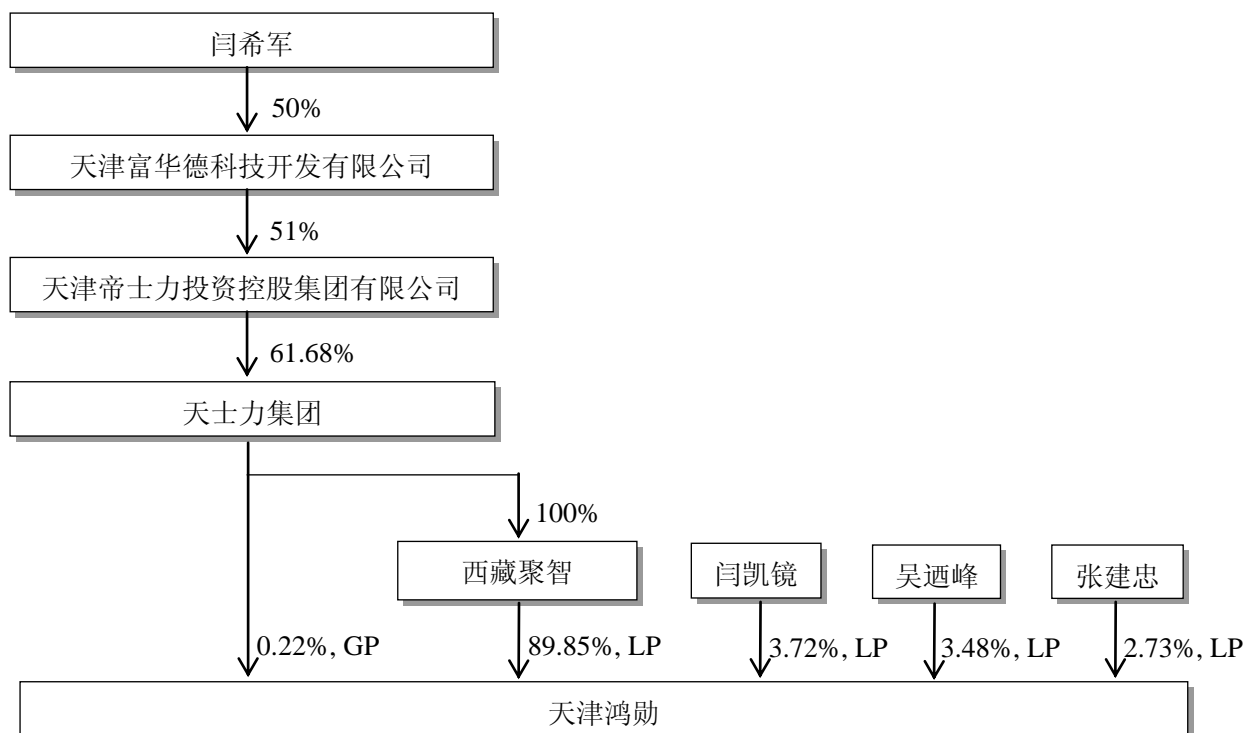 闫希军
50%
天津富华德科技开发有限公司
51%
天津帝士力投资控股集团有限公司
61.68%
天士力集团
100%
西藏聚智
闫凯镜
吴迺峰
张建忠
0.22%, GP
89.85%, LP
3.72%, LP
3.48%, LP
2.73%, LP
天津鸿勋